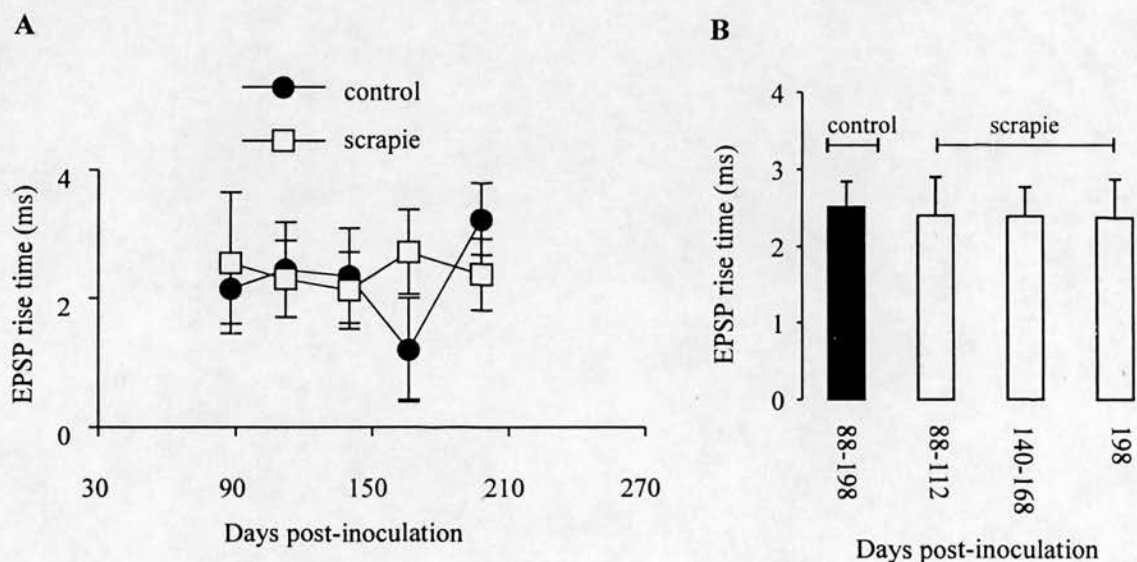 A
control
scrapie
EPSP rise time (ms)
4
2
0
30 90 150 210 270
Days post-inoculation
B
EPSP rise time (ms)
4
3
2
1
0
control scrapie
88-198 88-112 140-168 198
Days post-inoculation